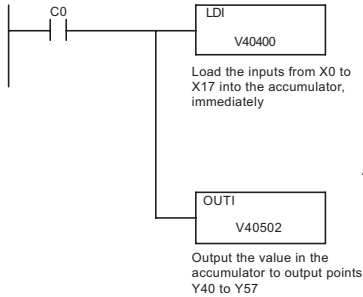 C0
LDI
V40400
Load the inputs from X0 to
X17 into the accumulator,
immediately
OUTI
V40502
Output the value in the
accumulator to output points
Y40 to Y57